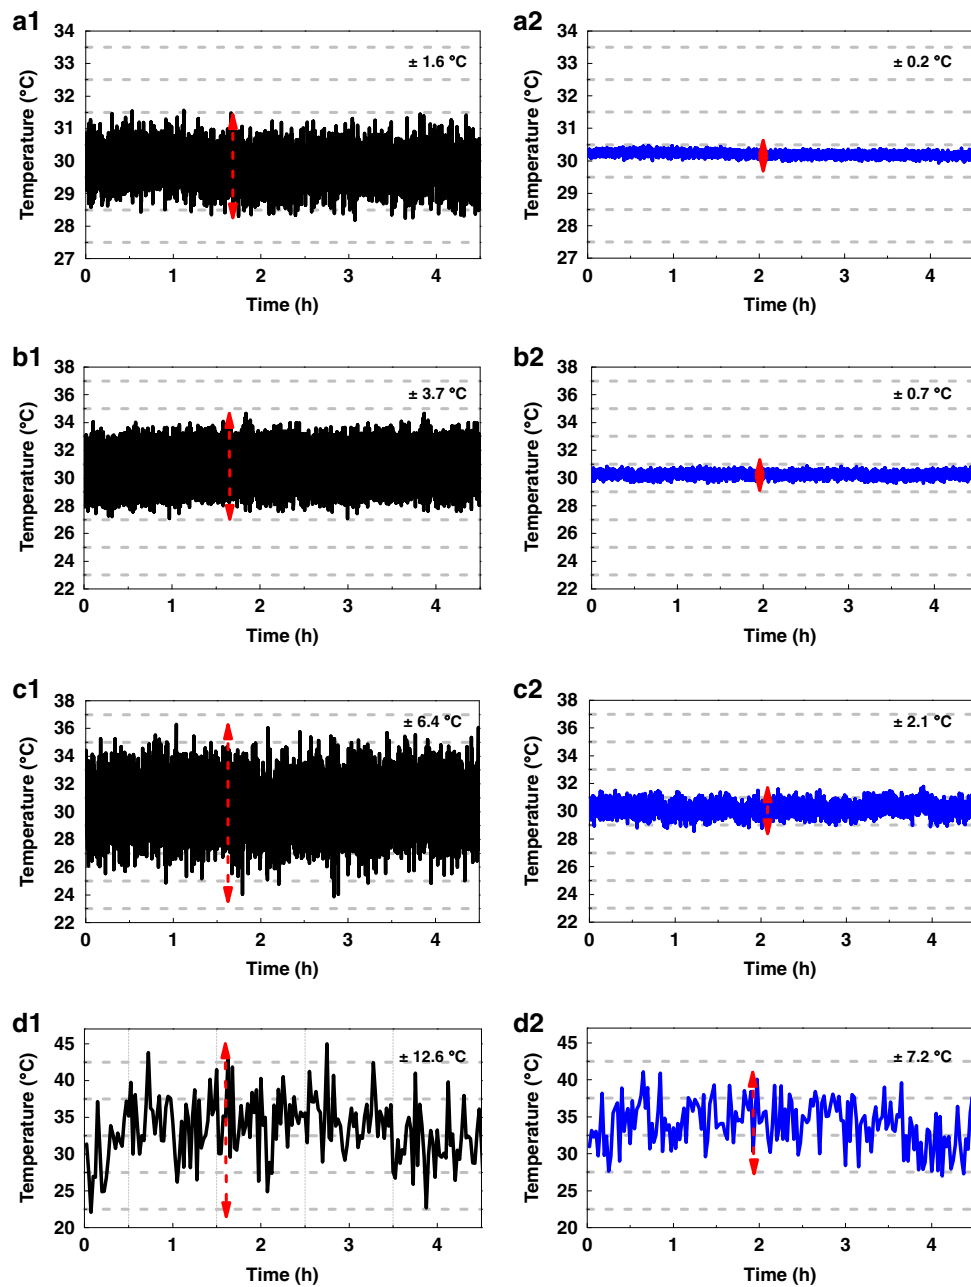 a1
Temperature (°C)
34
33
32
31
30
29
28
27
± 1.6 °C
0 1 2 3 4
Time (h)
a2
Temperature (°C)
34
33
32
31
30
29
28
27
± 0.2 °C
0 1 2 3 4
Time (h)
b1
Temperature (°C)
38
36
34
32
30
28
26
24
22
± 3.7 °C
0 1 2 3 4
Time (h)
b2
Temperature (°C)
38
36
34
32
30
28
26
24
22
± 0.7 °C
0 1 2 3 4
Time (h)
c1
Temperature (°C)
38
36
34
32
30
28
26
24
22
± 6.4 °C
0 1 2 3 4
Time (h)
c2
Temperature (°C)
38
36
34
32
30
28
26
24
22
± 2.1 °C
0 1 2 3 4
Time (h)
d1
Temperature (°C)
45
40
35
30
25
20
± 12.6 °C
0 1 2 3 4
Time (h)
d2
Temperature (°C)
45
40
35
30
25
20
± 7.2 °C
0 1 2 3 4
Time (h)